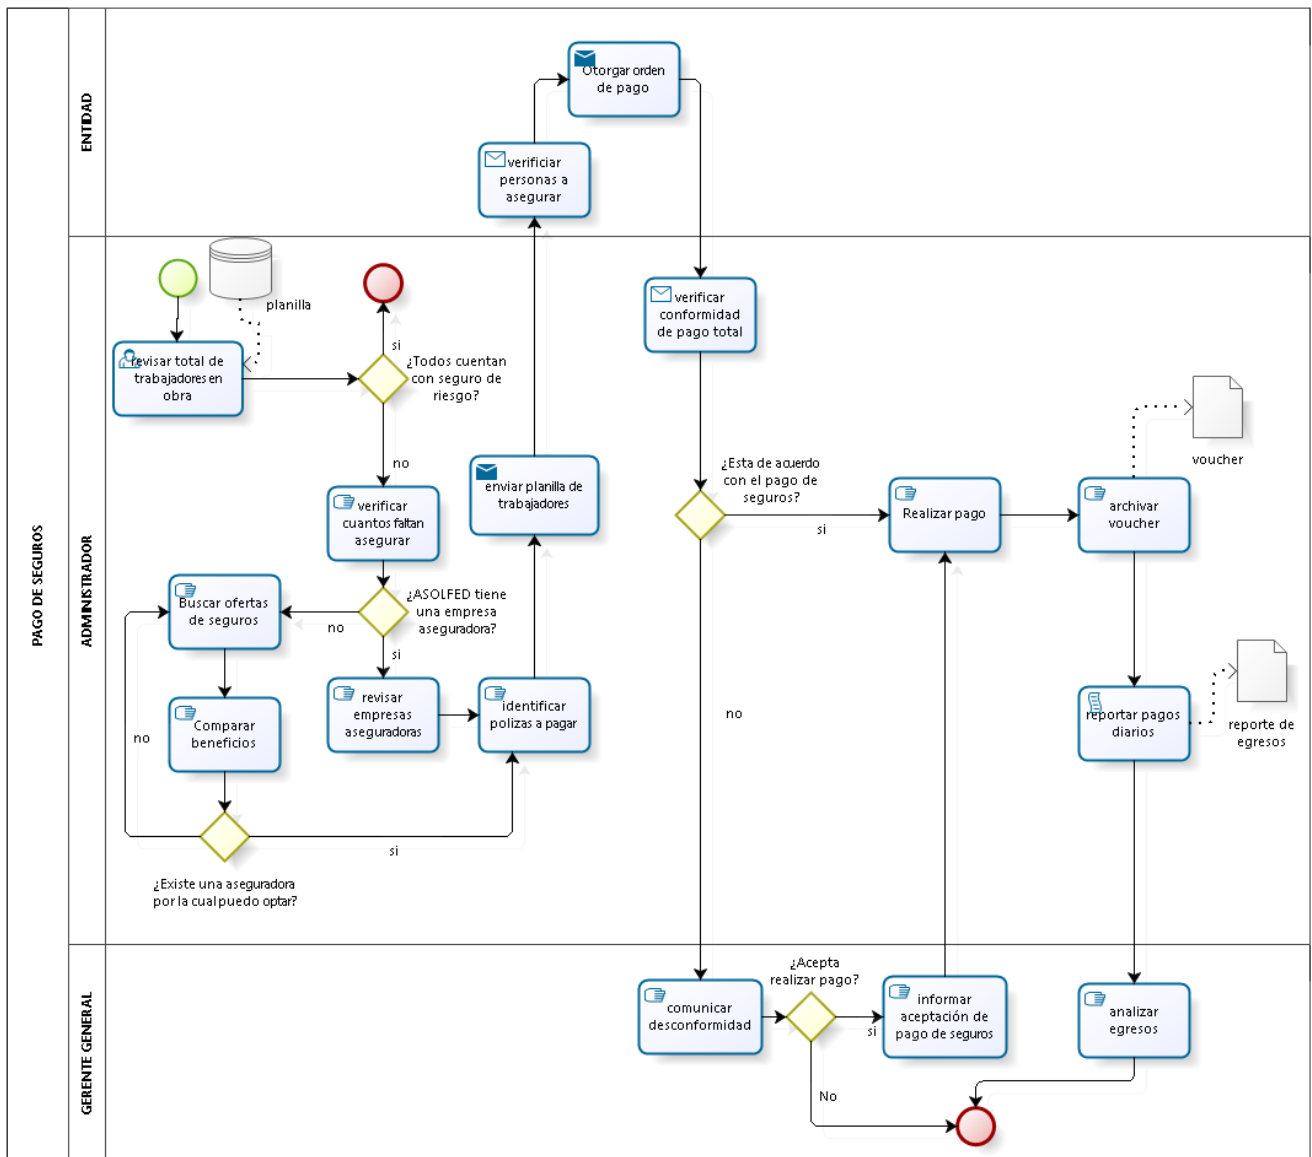 PAGO DE SEGUROS
ENTIDAD
Otorgar orden
de pago
verificiar
personas a
asegurar
ADMINISTRADOR
planilla
revisar total de
trabajadores en
obra
si
¿Todos cuentan
con seguro de
riesgo?
no
verificar
cuantos faltan
asegurar
enviar planilla de
trabajadores
¿ASOLFED tiene
una empresa
aseguradora?
no
si
Buscar ofertas
de seguros
Comparar
beneficios
no
revisar
empresas
aseguradoras
identificar
polizas a pagar
si
¿Existe una aseguradora
por la cual puedo optar?
verificar
conformidad
de pago total
¿Esta de acuerdo
con el pago de
seguros?
si
no
Realizar pago
archivar
voucher
voucher
reportar pagos
diarios
reporte de
egresos
GERENTE GENERAL
comunicar
desconformidad
¿Acepta
realizar pago?
si
No
informar
aceptación de
pago de seguros
analizar
egresos